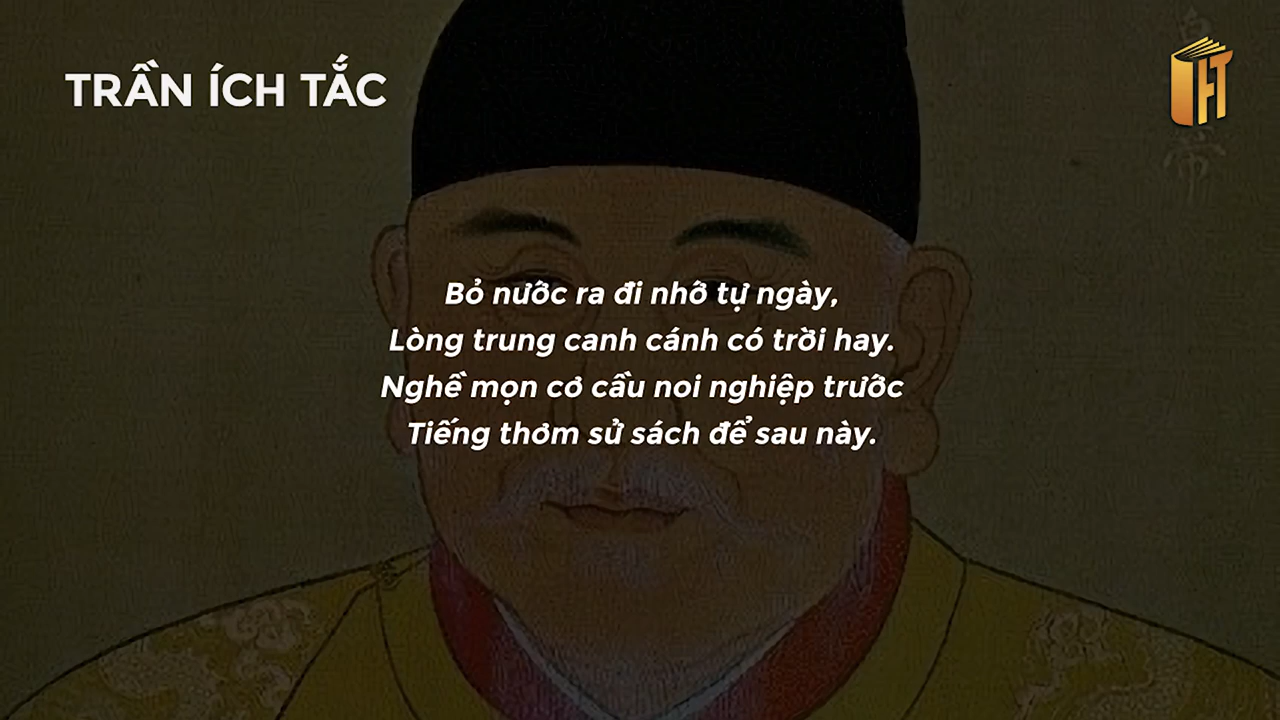 TRẦN ÍCH TẮC
Bỏ nước ra đi nhớ tự ngày,
Lòng trung canh cánh có trời hay.
Nghề mọn cơ cầu noi nghiệp trước
Tiếng thơm sử sách để sau này.